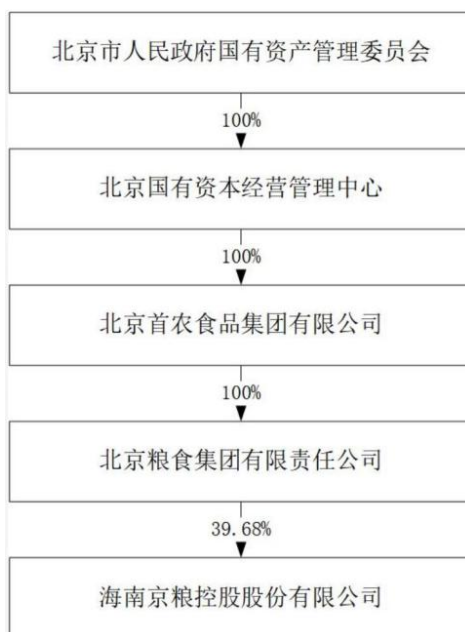 北京市人民政府国有资产管理委员会
100%
北京国有资本经营管理中心
100%
北京首农食品集团有限公司
100%
北京粮食集团有限责任公司
39.68%
海南京粮控股股份有限公司